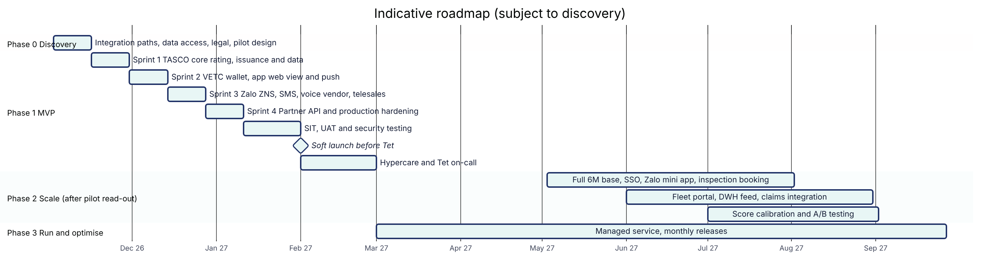 Indicative roadmap (subject to discovery)
Phase 0 Discovery
Integration paths, data access, legal, pilot design
Sprint 1 TASCO core rating, issuance and data
Sprint 2 VETC wallet, app web view and push
Sprint 3 Zalo ZNS, SMS, voice vendor, telesales
Phase 1 MVP
Sprint 4 Partner API and production hardening
SIT, UAT and security testing
Soft launch before Tet
Hypercare and Tet on-call
Full 6M base, SSO, Zalo mini app, inspection booking
Phase 2 Scale (after pilot read-out)
Fleet portal, DWH feed, claims integration
Score calibration and A/B testing
Phase 3 Run and optimise
Managed service, monthly releases
Dec 26 Jan 27 Feb 27 Mar 27 Apr 27 May 27 Jun 27 Jul 27 Aug 27 Sep 27